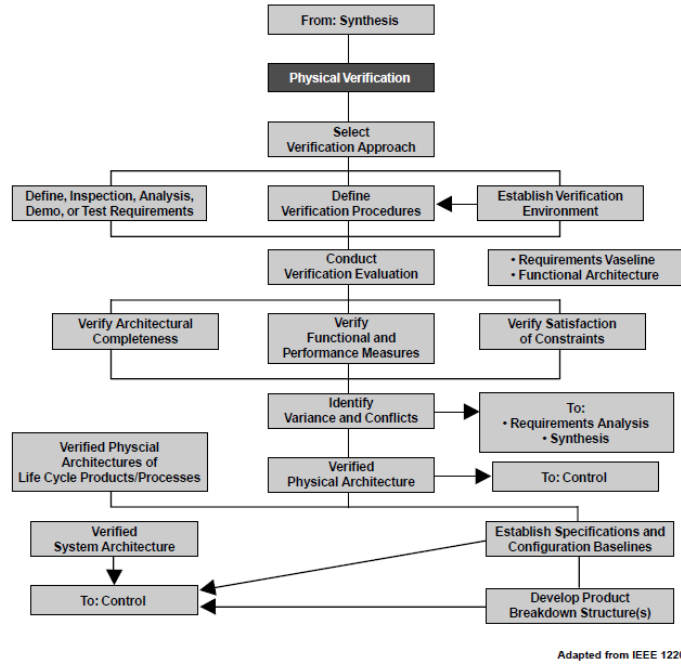 From: Synthesis
Physical Verification
Select
Verification Approach
Define, Inspection, Analysis,
Demo, or Test Requirements
Define
Verification Procedures
Establish Verification
Environment
Conduct
Verification Evaluation
• Requirements Vaseline
• Functional Architecture
Verify Architectural
Completeness
Verify
Functional and
Performance Measures
Verify Satisfaction
of Constraints
Identify
Variance and Conflicts
To:
• Requirements Analysis
• Synthesis
Verified Physcial
Architectures of
Life Cycle Products/Processes
Verified
Physical Architecture
To: Control
Verified
System Architecture
Establish Specifications and
Configuration Baselines
To: Control
Develop Product
Breakdown Structure(s)
Adapted from IEEE 1220